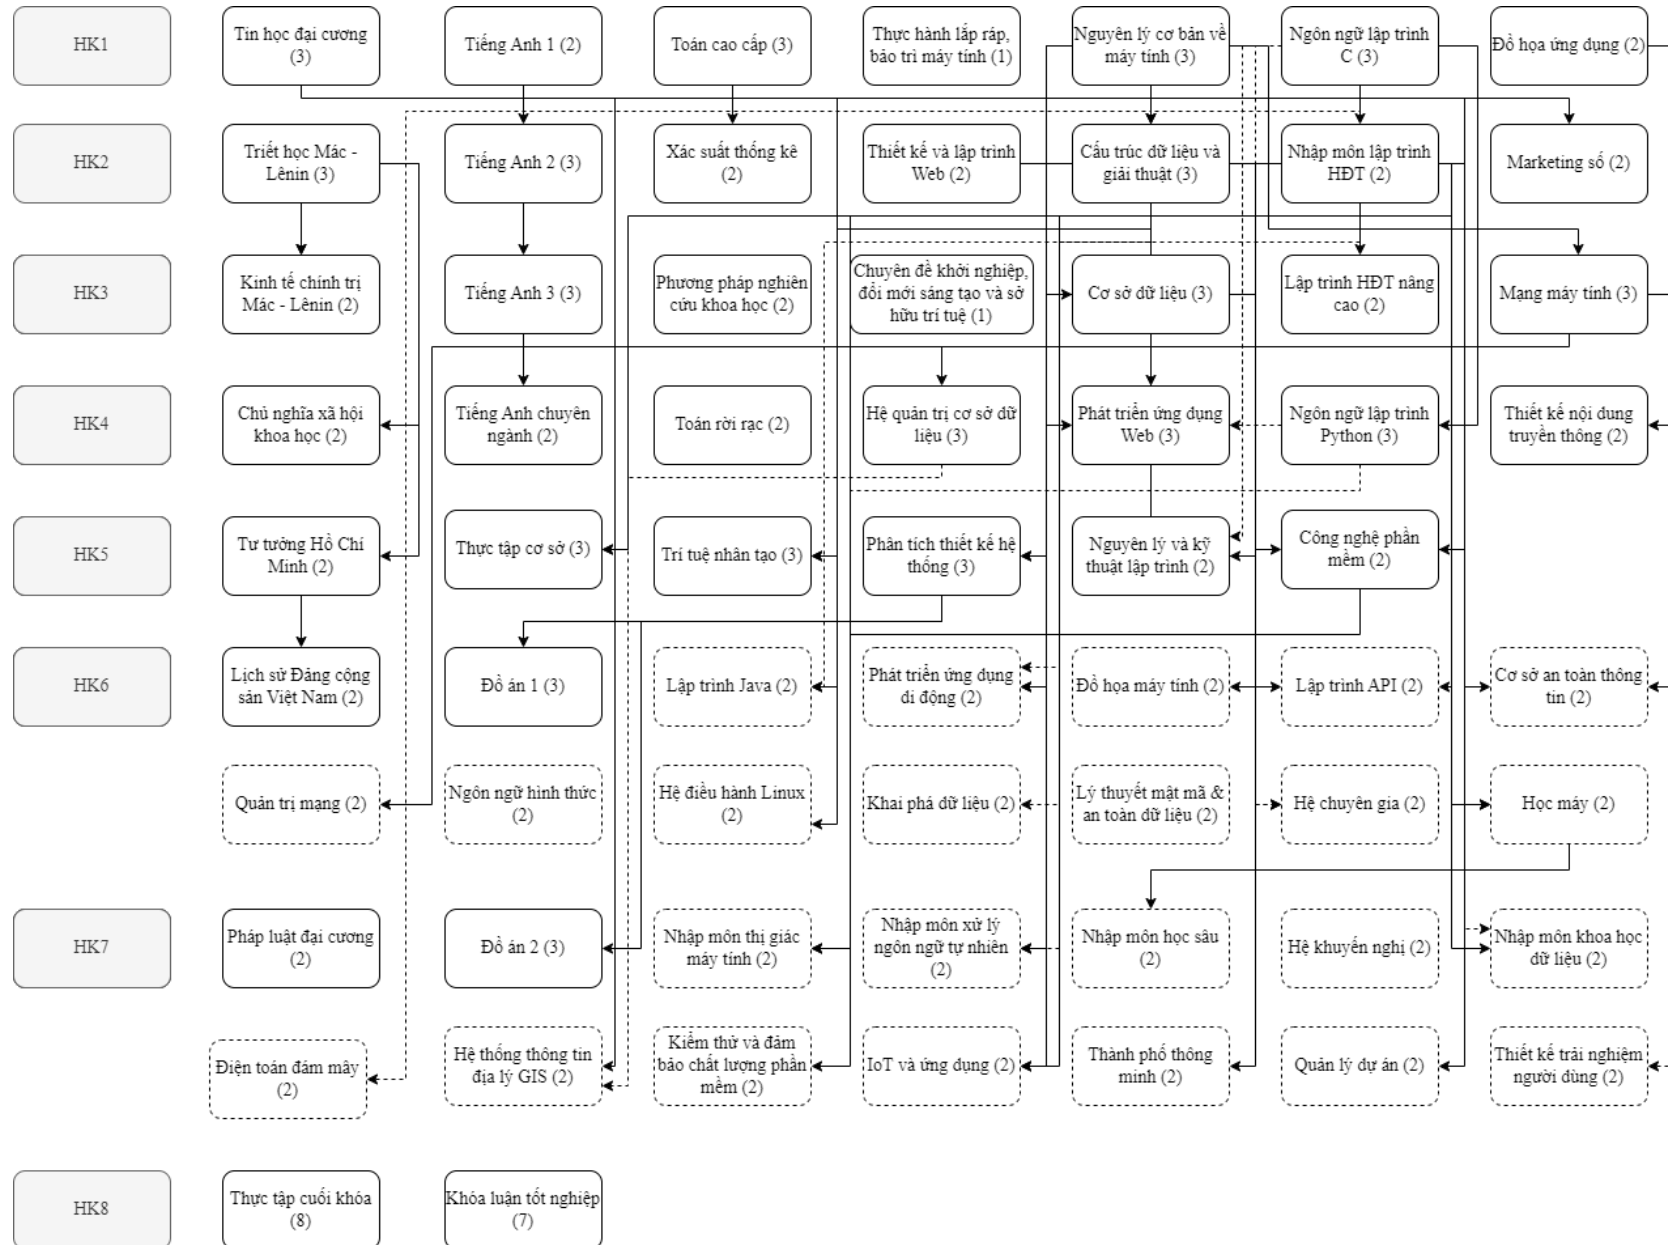 HK1
Tin học đại cương
(3)
Tiếng Anh 1 (2)
Toán cao cấp (3)
Thực hành lắp ráp,
bảo trì máy tính (1)
Nguyên lý cơ bản về
máy tính (3)
Ngôn ngữ lập trình
C (3)
Đồ họa ứng dụng (2)
HK2
Triết học Mác -
Lênin (3)
Tiếng Anh 2 (3)
Xác suất thống kê
(2)
Thiết kế và lập trình
Web (2)
Cấu trúc dữ liệu và
giải thuật (3)
Nhập môn lập trình
HĐT (2)
Marketing số (2)
HK3
Kinh tế chính trị
Mác - Lênin (2)
Tiếng Anh 3 (3)
Phương pháp nghiên
cứu khoa học (2)
Chuyên đề khởi nghiệp,
đổi mới sáng tạo và sở
hữu trí tuệ (1)
Cơ sở dữ liệu (3)
Lập trình HĐT nâng
cao (2)
Mạng máy tính (3)
HK4
Chủ nghĩa xã hội
khoa học (2)
Tiếng Anh chuyên
ngành (2)
Toán rời rạc (2)
Hệ quản trị cơ sở dữ
liệu (3)
Phát triển ứng dụng
Web (3)
Ngôn ngữ lập trình
Python (3)
Thiết kế nội dung
truyền thông (2)
HK5
Tư tưởng Hồ Chí
Minh (2)
Thực tập cơ sở (3)
Trí tuệ nhân tạo (3)
Phân tích thiết kế hệ
thống (3)
Nguyên lý và kỹ
thuật lập trình (2)
Công nghệ phần
mềm (2)
HK6
Lịch sử Đảng cộng
sản Việt Nam (2)
Đồ án 1 (3)
Lập trình Java (2)
Phát triển ứng dụng
di động (2)
Đồ họa máy tính (2)
Lập trình API (2)
Cơ sở an toàn thông
tin (2)
Quản trị mạng (2)
Ngôn ngữ hình thức
(2)
Hệ điều hành Linux
(2)
Khai phá dữ liệu (2)
Lý thuyết mật mã &
an toàn dữ liệu (2)
Hệ chuyên gia (2)
Học máy (2)
HK7
Pháp luật đại cương
(2)
Đồ án 2 (3)
Nhập môn thị giác
máy tính (2)
Nhập môn xử lý
ngôn ngữ tự nhiên
(2)
Nhập môn học sâu
(2)
Hệ khuyến nghị (2)
Nhập môn khoa học
dữ liệu (2)
Điện toán đám mây
(2)
Hệ thống thông tin
địa lý GIS (2)
Kiểm thử và đảm
bảo chất lượng phần
mềm (2)
IoT và ứng dụng (2)
Thành phố thông
minh (2)
Quản lý dự án (2)
Thiết kế trải nghiệm
người dùng (2)
HK8
Thực tập cuối khóa
(8)
Khóa luận tốt nghiệp
(7)